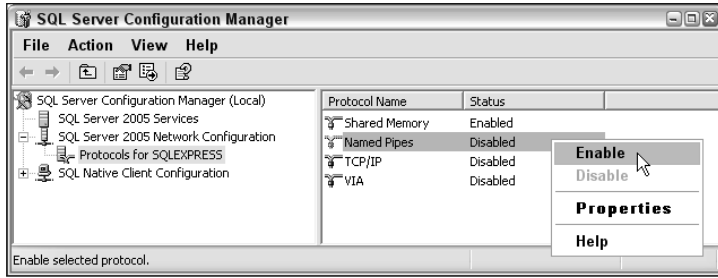 SQL Server Configuration Manager
File Action View Help
SQL Server Configuration Manager (Local)
SQL Server 2005 Services
SQL Server 2005 Network Configuration
Protocols for SQLEXPRESS
SQL Native Client Configuration
Protocol Name Status
Shared Memory Enabled
Named Pipes Disabled
TCP/IP Disabled
VIA Disabled
Enable
Disable
Properties
Help
Enable selected protocol.